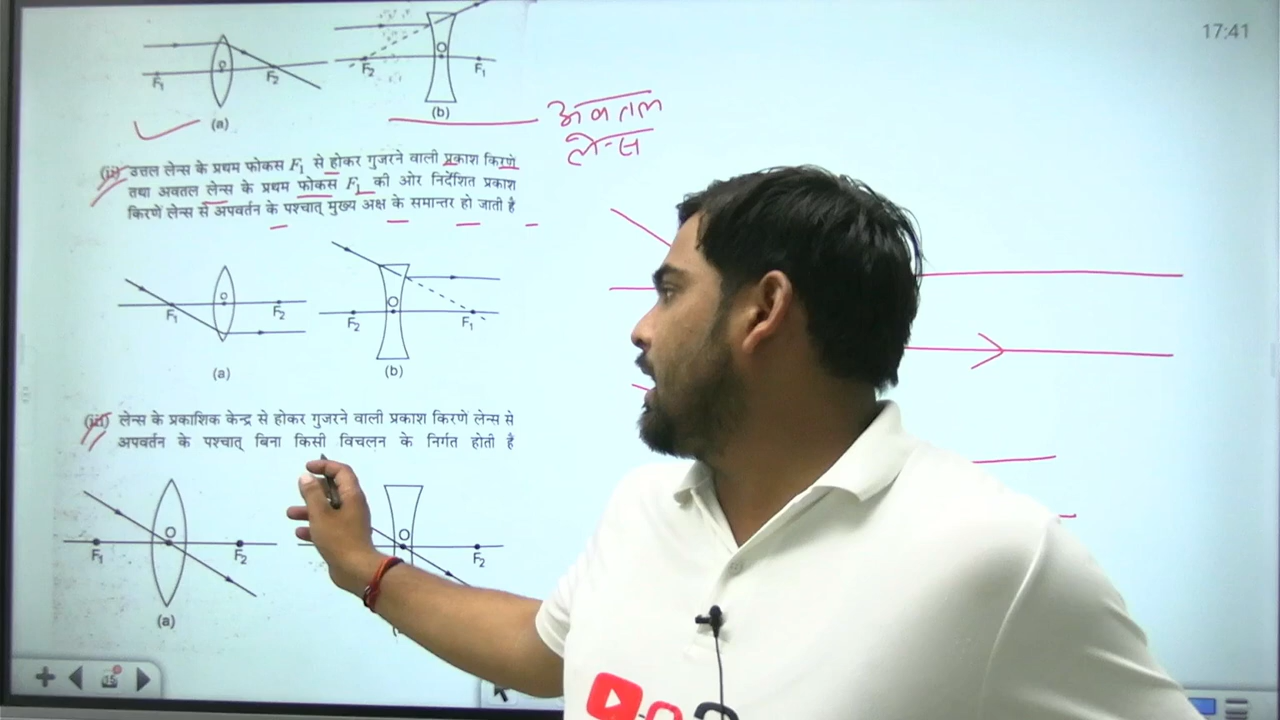 17:41
F₁ O F₂
F₂ O F₁
(a)
(b)
अवतल
लेन्स
(ii) उत्तल लेन्स के प्रथम फोकस F₁ से होकर गुजरने वाली प्रकाश किरणे
तथा अवतल लेन्स के प्रथम फोकस F₁ की ओर निर्देशित प्रकाश
किरणें लेन्स से अपवर्तन के पश्चात् मुख्य अक्ष के समान्तर हो जाती है
F₁ O F₂
F₂ O F₁
(a)
(b)
(iii) लेन्स के प्रकाशिक केन्द्र से होकर गुजरने वाली प्रकाश किरणे लेन्स से
अपवर्तन के पश्चात् बिना किसी विचलन के निर्गत होती है
F₁ O F₂
O F₂
(a)